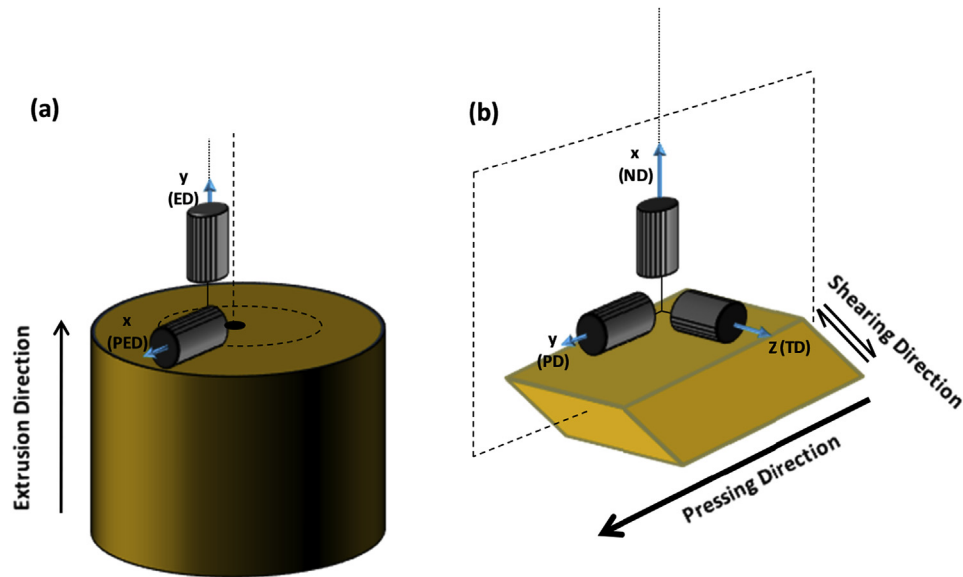 (a)
y
(ED)
x
(PED)
Extrusion Direction
(b)
x
(ND)
y
(PD)
Z (TD)
Shearing Direction
Pressing Direction